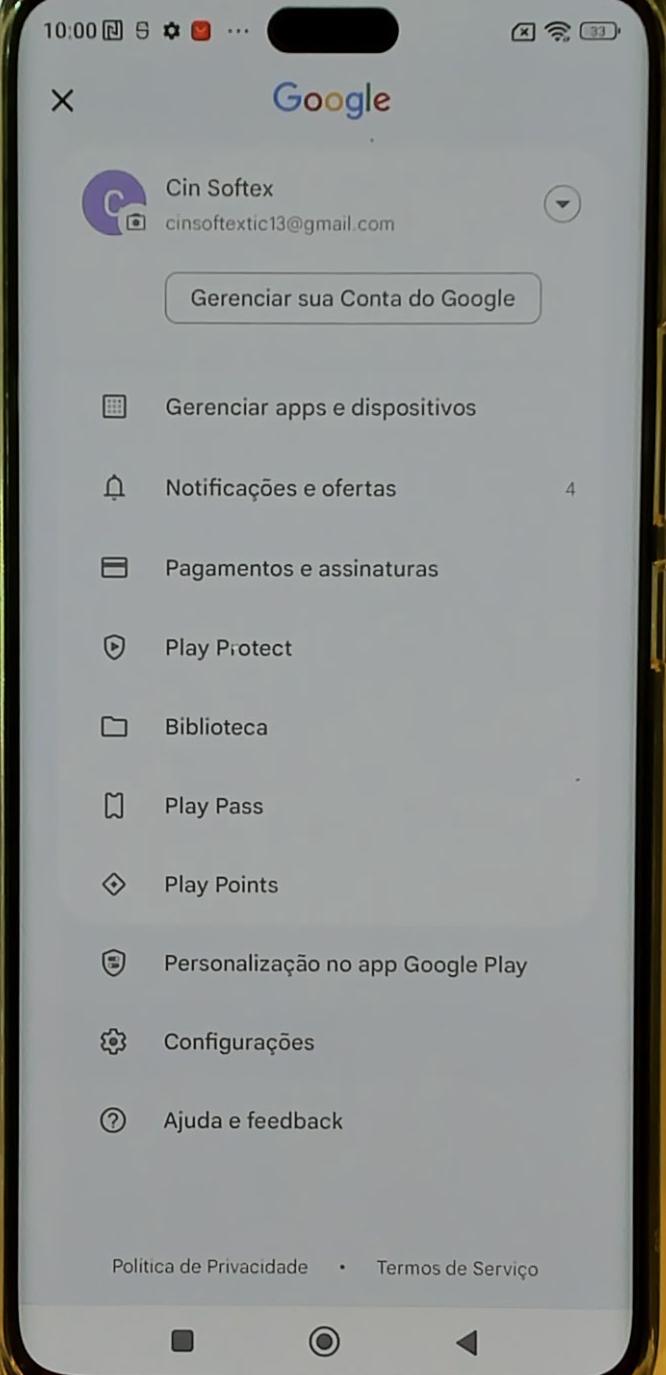 10:00
33
Google
C
Cin Softex
cinsoftextic13@gmail.com
Gerenciar sua Conta do Google
Gerenciar apps e dispositivos
Notificações e ofertas 4
Pagamentos e assinaturas
Play Protect
Biblioteca
Play Pass
Play Points
Personalização no app Google Play
Configurações
Ajuda e feedback
Política de Privacidade • Termos de Serviço